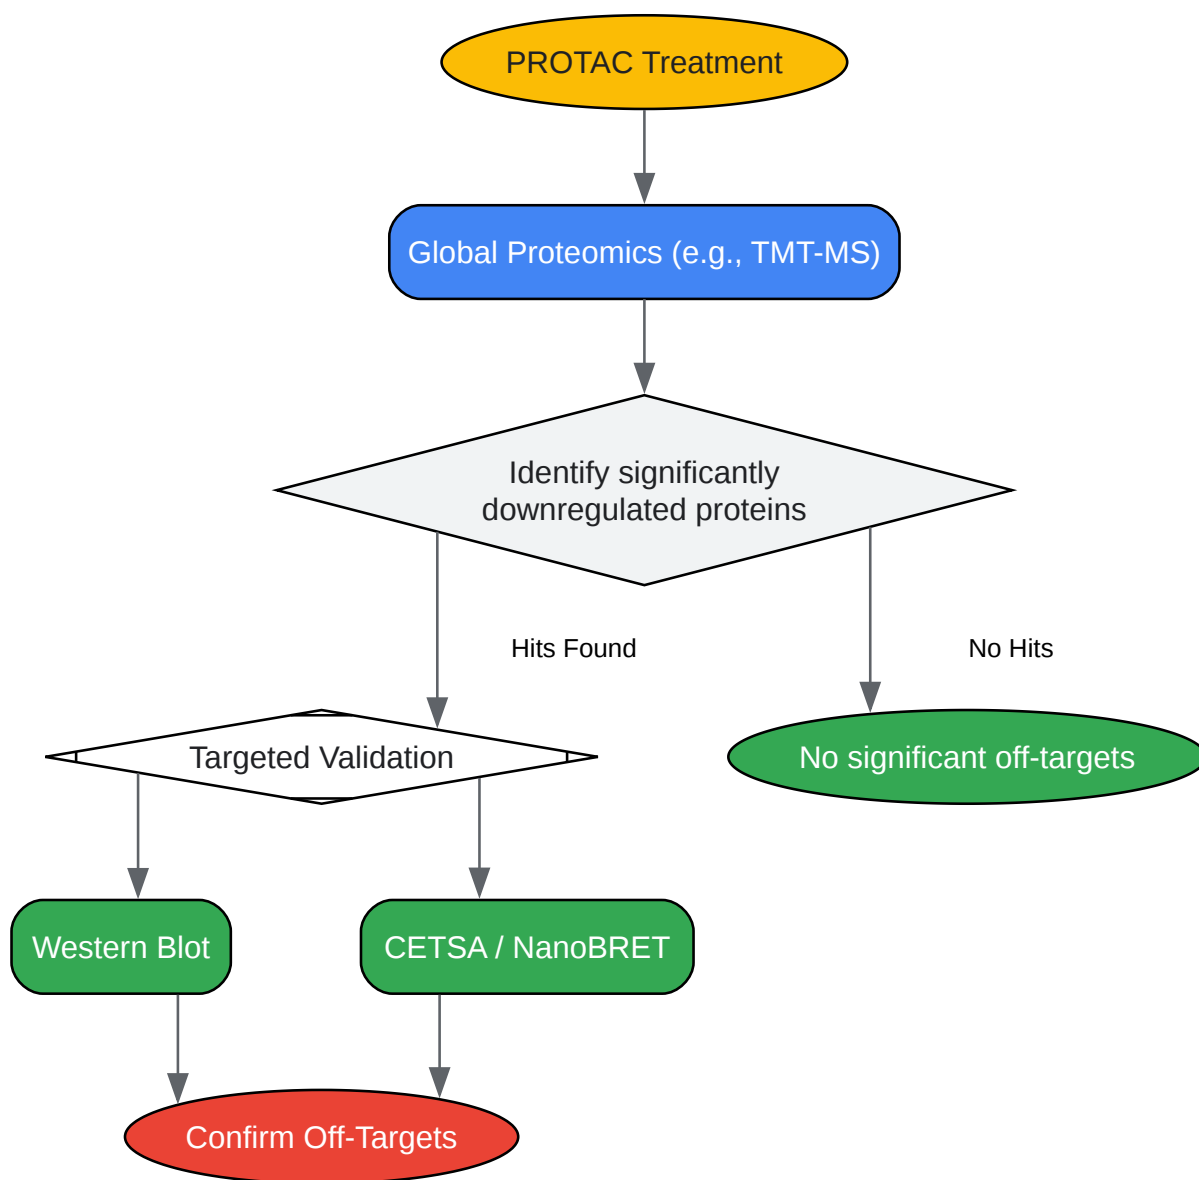 PROTAC Treatment
Global Proteomics (e.g., TMT-MS)
Identify significantly
downregulated proteins
Hits Found
No Hits
Targeted Validation
No significant off-targets
Western Blot
CETSA / NanoBRET
Confirm Off-Targets